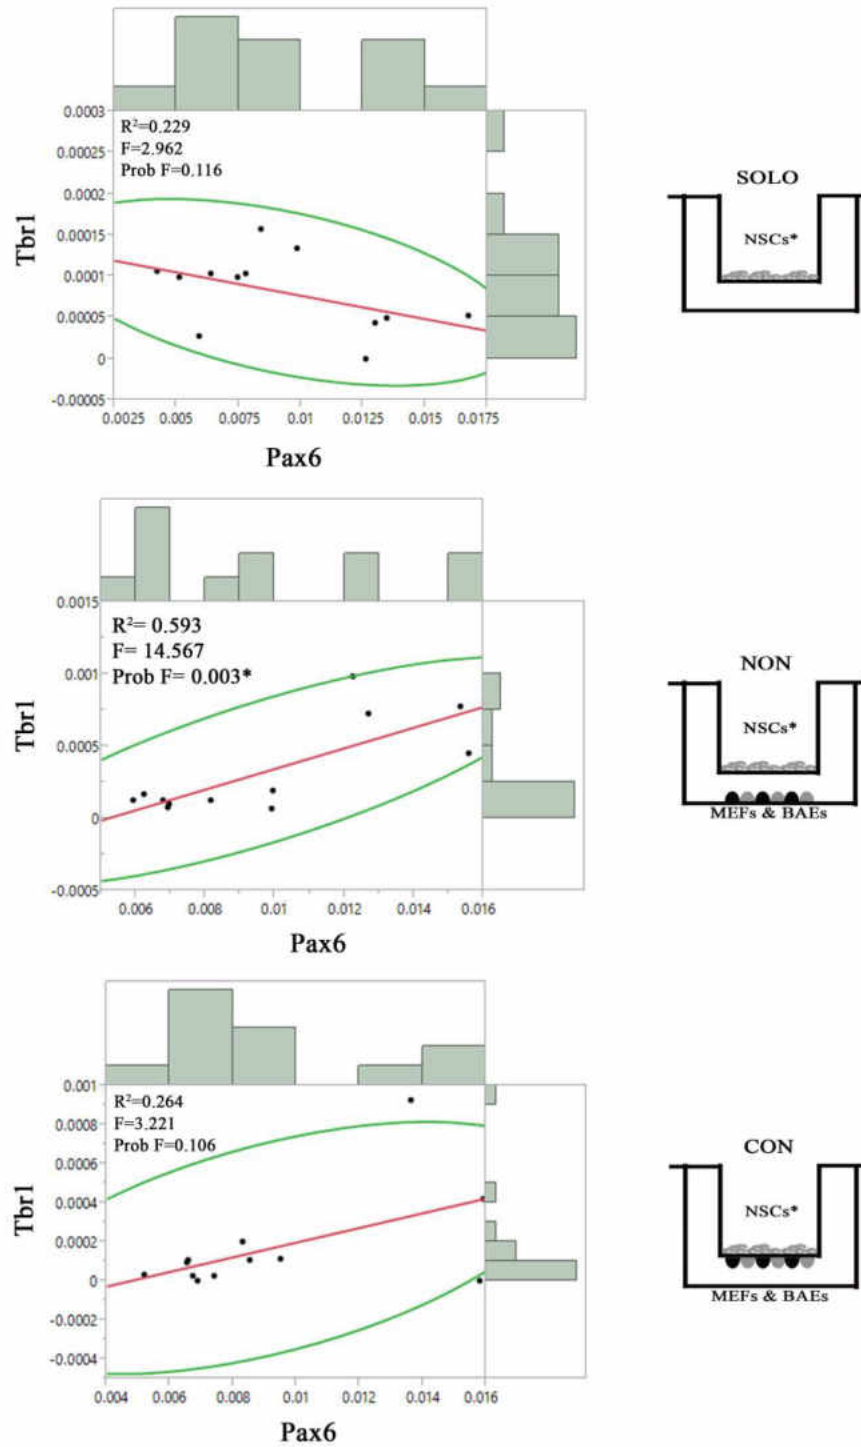 0.0003
R²=0.229
F=2.962
Prob F=0.116
0.00025
0.0002
0.00015
0.0001
0.00005
0
-0.00005
Tbr1
0.0025 0.005 0.0075 0.01 0.0125 0.015 0.0175
Pax6
SOLO
NSCs*
0.0015
R²= 0.593
F= 14.567
Prob F= 0.003*
0.001
0.0005
0
-0.0005
Tbr1
0.006 0.008 0.01 0.012 0.014 0.016
Pax6
NON
NSCs*
MEFs & BAEs
0.001
R²=0.264
F=3.221
Prob F=0.106
0.0008
0.0006
0.0004
0.0002
0
-0.0002
-0.0004
Tbr1
0.004 0.006 0.008 0.01 0.012 0.014 0.016
Pax6
CON
NSCs*
MEFs & BAEs